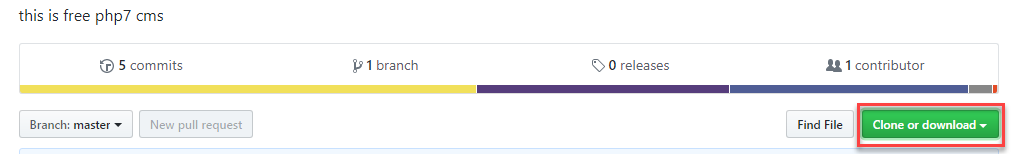 this is free php7 cms
5 commits
1 branch
0 releases
1 contributor
Branch: master
New pull request
Find File
Clone or download